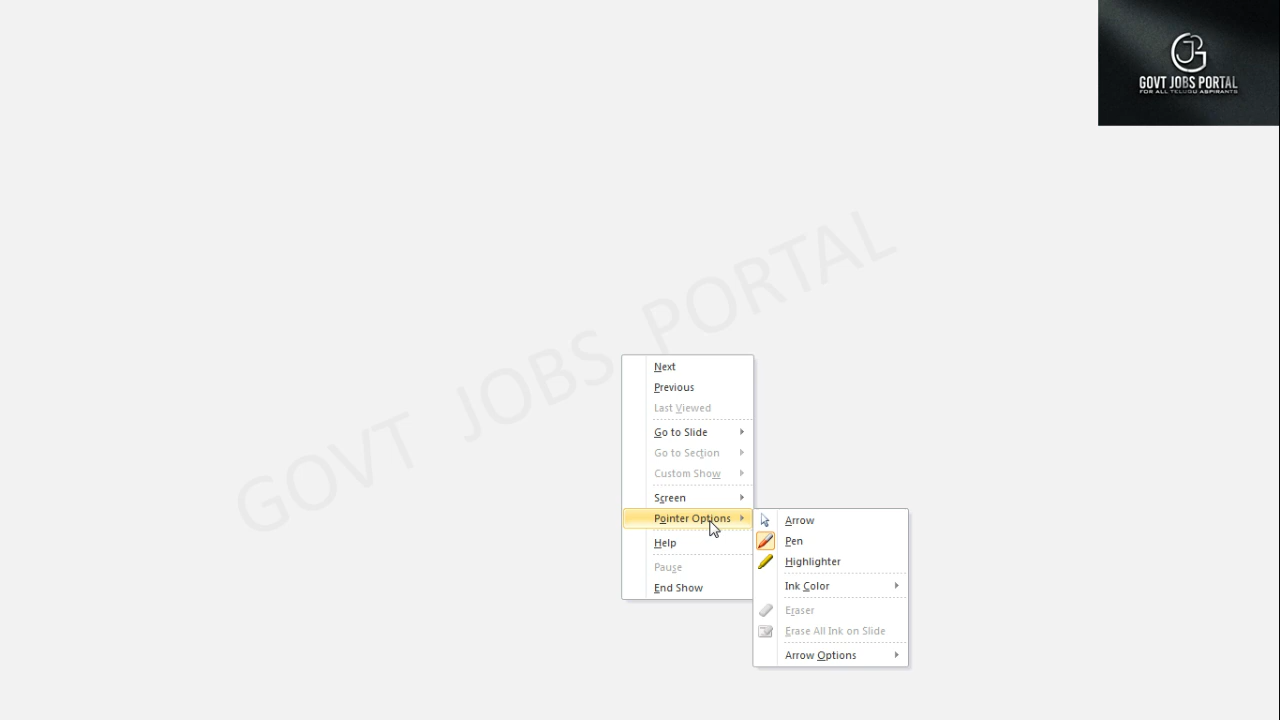 GOVT JOBS PORTAL
FOR ALL TELUGU ASPIRANTS
GOVT JOBS PORTAL
Next
Previous
Last Viewed
Go to Slide
Go to Section
Custom Show
Screen
Pointer Options
Help
Pause
End Show
Arrow
Pen
Highlighter
Ink Color
Eraser
Erase All Ink on Slide
Arrow Options